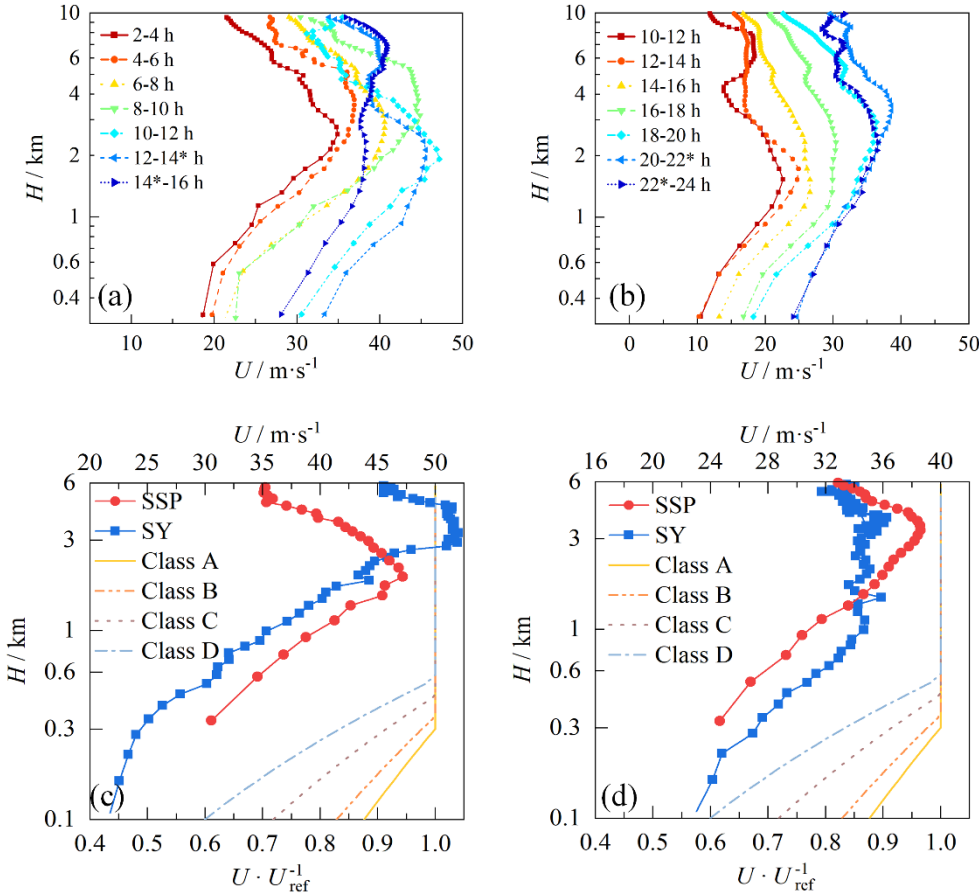 10
6
4
2
1
0.6
0.4
H / km
2-4 h
4-6 h
6-8 h
8-10 h
10-12 h
12-14* h
14*-16 h
(a)
10 20 30 40 50
U / m·s⁻¹
10
6
4
2
1
0.6
0.4
H / km
10-12 h
12-14 h
14-16 h
16-18 h
18-20 h
20-22* h
22*-24 h
(b)
0 10 20 30 40 50
U / m·s⁻¹
U / m·s⁻¹
20 25 30 35 40 45 50
6
3
1
0.6
0.3
0.1
H / km
SSP
SY
Class A
Class B
Class C
Class D
(c)
0.4 0.5 0.6 0.7 0.8 0.9 1.0
U · U⁻¹ref
U / m·s⁻¹
16 20 24 28 32 36 40
6
3
1
0.6
0.3
0.1
H / km
SSP
SY
Class A
Class B
Class C
Class D
(d)
0.4 0.5 0.6 0.7 0.8 0.9 1.0
U · U⁻¹ref